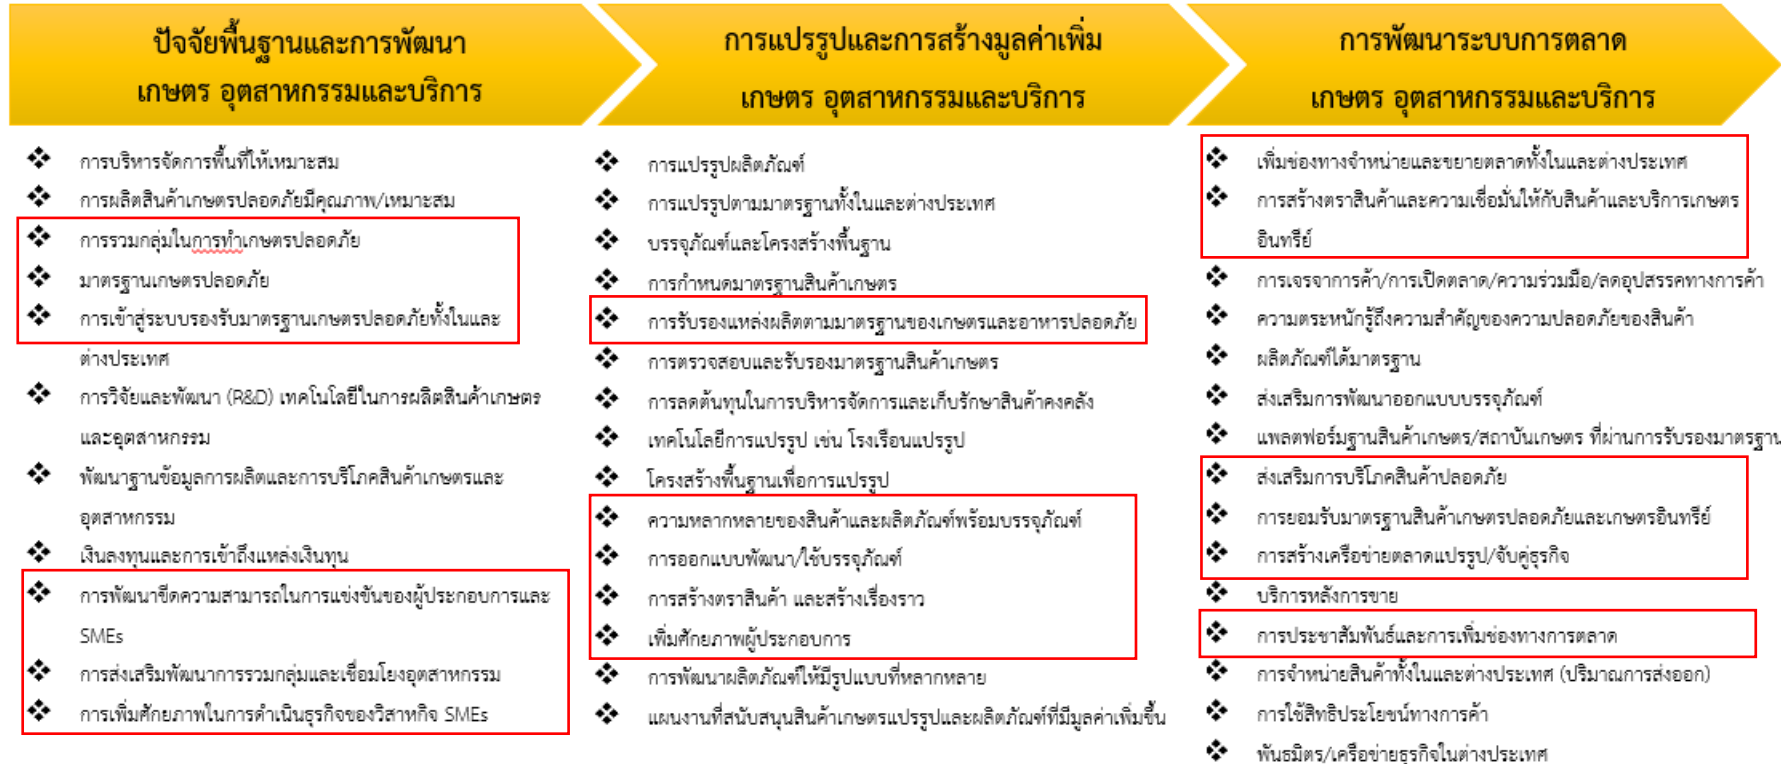 ปัจจัยพื้นฐานและการพัฒนา
เกษตร อุตสาหกรรมและบริการ
การบริหารจัดการพื้นที่ให้เหมาะสม
การผลิตสินค้าเกษตรปลอดภัยมีคุณภาพ/เหมาะสม
การรวมกลุ่มในการทำเกษตรปลอดภัย
มาตรฐานเกษตรปลอดภัย
การเข้าสู่ระบบรองรับมาตรฐานเกษตรปลอดภัยทั้งในและ
ต่างประเทศ
การวิจัยและพัฒนา (R&D) เทคโนโลยีในการผลิตสินค้าเกษตร
และอุตสาหกรรม
พัฒนาฐานข้อมูลการผลิตและการบริโภคสินค้าเกษตรและ
อุตสาหกรรม
เงินลงทุนและการเข้าถึงแหล่งเงินทุน
การพัฒนาขีดความสามารถในการแข่งขันของผู้ประกอบการและ
SMEs
การส่งเสริมพัฒนาการรวมกลุ่มและเชื่อมโยงอุตสาหกรรม
การเพิ่มศักยภาพในการดำเนินธุรกิจของวิสาหกิจ SMEs
การแปรรูปและการสร้างมูลค่าเพิ่ม
เกษตร อุตสาหกรรมและบริการ
การแปรรูปผลิตภัณฑ์
การแปรรูปตามมาตรฐานทั้งในและต่างประเทศ
บรรจุภัณฑ์และโครงสร้างพื้นฐาน
การกำหนดมาตรฐานสินค้าเกษตร
การรับรองแหล่งผลิตตามมาตรฐานของเกษตรและอาหารปลอดภัย
การตรวจสอบและรับรองมาตรฐานสินค้าเกษตร
การลดต้นทุนในการบริหารจัดการและเก็บรักษาสินค้าคงคลัง
เทคโนโลยีการแปรรูป เช่น โรงเรือนแปรรูป
โครงสร้างพื้นฐานเพื่อการแปรรูป
ความหลากหลายของสินค้าและผลิตภัณฑ์พร้อมบรรจุภัณฑ์
การออกแบบพัฒนา/ใช้บรรจุภัณฑ์
การสร้างตราสินค้า และสร้างเรื่องราว
เพิ่มศักยภาพผู้ประกอบการ
การพัฒนาผลิตภัณฑ์ให้มีรูปแบบที่หลากหลาย
แผนงานที่สนับสนุนสินค้าเกษตรแปรรูปและผลิตภัณฑ์ที่มีมูลค่าเพิ่มขึ้น
การพัฒนาระบบการตลาด
เกษตร อุตสาหกรรมและบริการ
เพิ่มช่องทางจำหน่ายและขยายตลาดทั้งในและต่างประเทศ
การสร้างตราสินค้าและความเชื่อมั่นให้กับสินค้าและบริการเกษตร
อินทรีย์
การเจรจาการค้า/การเปิดตลาด/ความร่วมมือ/ลดอุปสรรคทางการค้า
ความตระหนักรู้ถึงความสำคัญของความปลอดภัยของสินค้า
ผลิตภัณฑ์ได้มาตรฐาน
ส่งเสริมการพัฒนาออกแบบบรรจุภัณฑ์
แพลตฟอร์มฐานสินค้าเกษตร/สถาบันเกษตร ที่ผ่านการรับรองมาตรฐาน
ส่งเสริมการบริโภคสินค้าปลอดภัย
การยอมรับมาตรฐานสินค้าเกษตรปลอดภัยและเกษตรอินทรีย์
การสร้างเครือข่ายตลาดแปรรูป/จับคู่ธุรกิจ
บริการหลังการขาย
การประชาสัมพันธ์และการเพิ่มช่องทางการตลาด
การจำหน่ายสินค้าทั้งในและต่างประเทศ (ปริมาณการส่งออก)
การใช้สิทธิประโยชน์ทางการค้า
พันธมิตร/เครือข่ายธุรกิจในต่างประเทศ